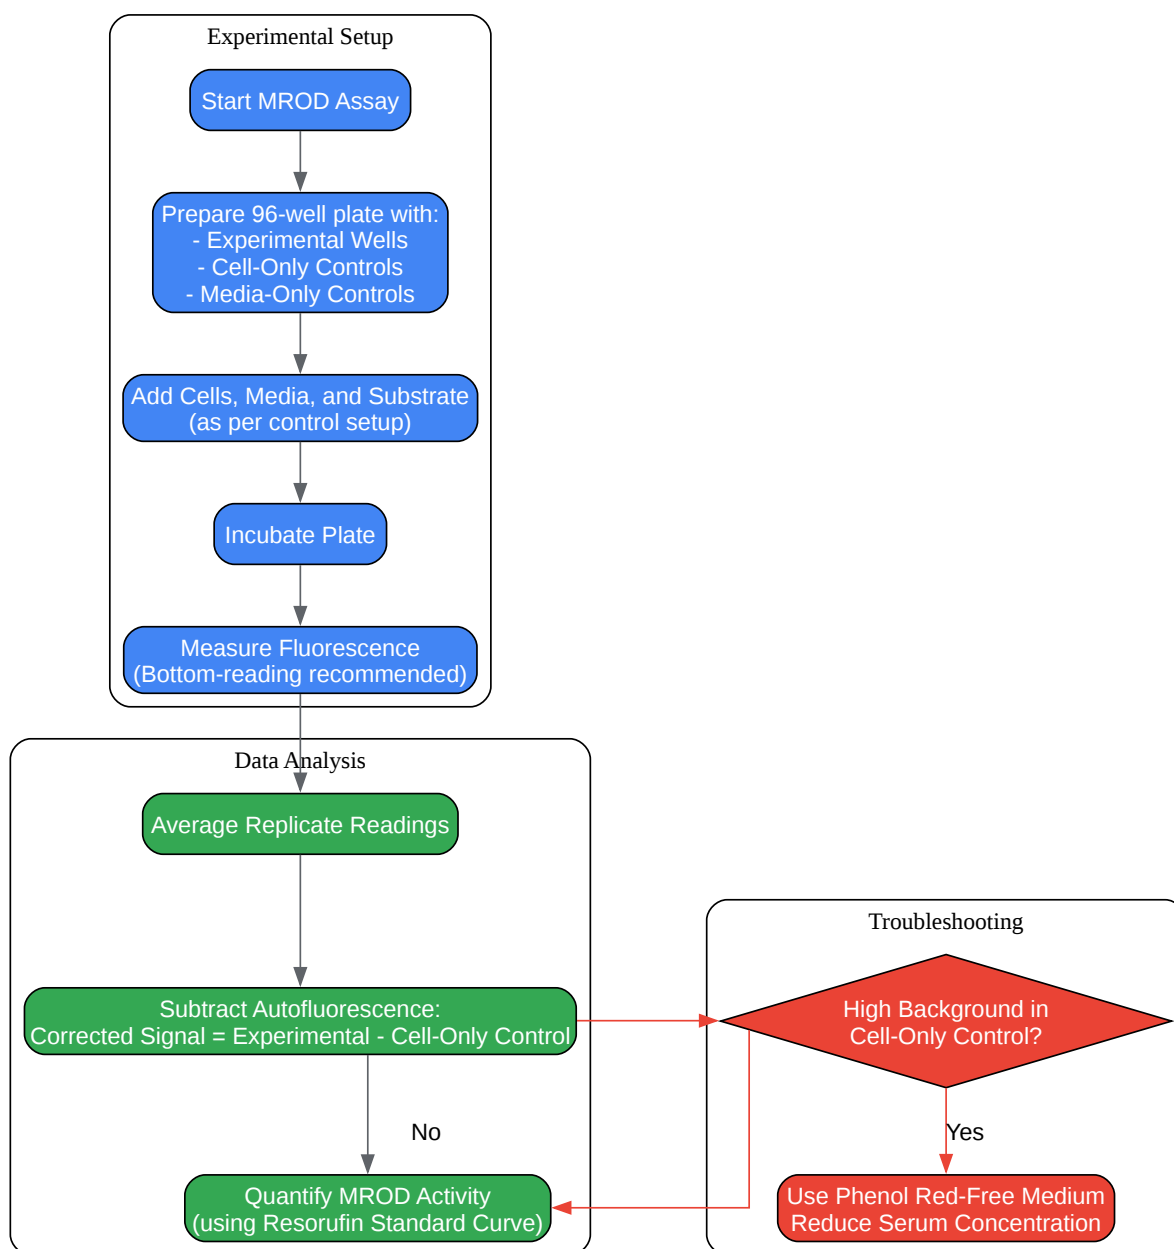 Experimental Setup
Start MROD Assay
Prepare 96-well plate with:
- Experimental Wells
- Cell-Only Controls
- Media-Only Controls
Add Cells, Media, and Substrate
(as per control setup)
Incubate Plate
Measure Fluorescence
(Bottom-reading recommended)
Data Analysis
Average Replicate Readings
Subtract Autofluorescence:
Corrected Signal = Experimental - Cell-Only Control
No
Quantify MROD Activity
(using Resorufin Standard Curve)
Troubleshooting
High Background in
Cell-Only Control?
Yes
Use Phenol Red-Free Medium
Reduce Serum Concentration